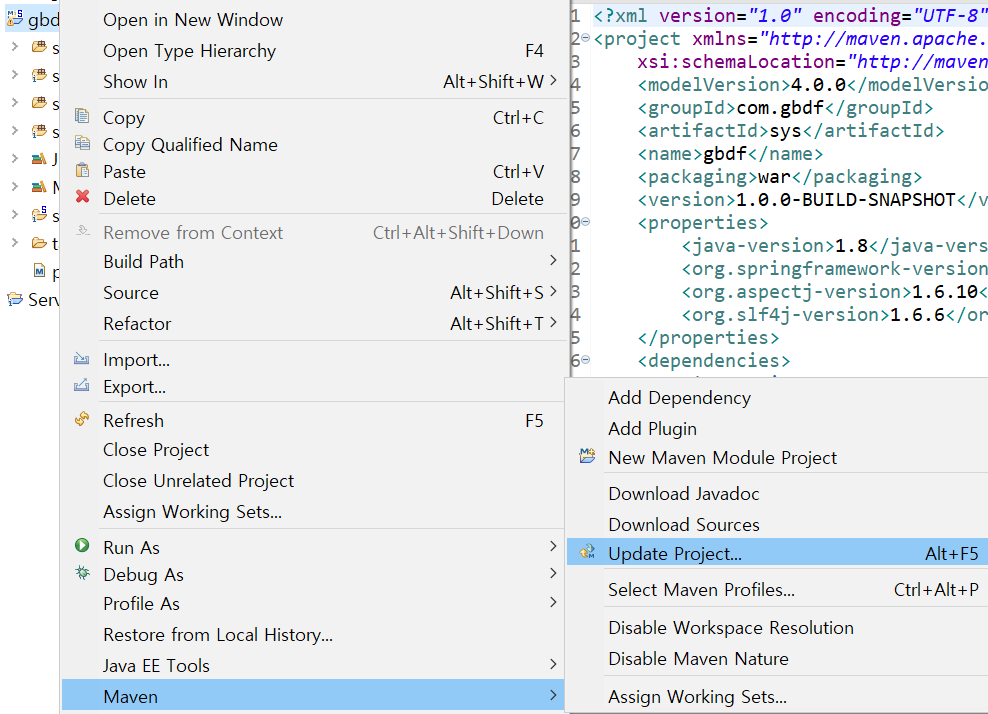 gbd
s
s
s
s
J
M
s
t
p
Serv
Open in New Window
Open Type Hierarchy F4
Show In Alt+Shift+W
Copy Ctrl+C
Copy Qualified Name
Paste Ctrl+V
Delete Delete
Remove from Context Ctrl+Alt+Shift+Down
Build Path
Source Alt+Shift+S
Refactor Alt+Shift+T
Import...
Export...
Refresh F5
Close Project
Close Unrelated Project
Assign Working Sets...
Run As
Debug As
Profile As
Restore from Local History...
Java EE Tools
Maven
1 <?xml version="1.0" encoding="UTF-8"
2 <project xmlns="http://maven.apache.
3 xsi:schemaLocation="http://maven
4 <modelVersion>4.0.0</modelVersio
5 <groupId>com.gbdf</groupId>
6 <artifactId>sys</artifactId>
7 <name>gbdf</name>
8 <packaging>war</packaging>
9 <version>1.0.0-BUILD-SNAPSHOT</v
0 <properties>
1 <java-version>1.8</java-vers
2 <org.springframework-version
3 <org.aspectj-version>1.6.10<
4 <org.slf4j-version>1.6.6</or
5 </properties>
6 <dependencies>
Add Dependency
Add Plugin
New Maven Module Project
Download Javadoc
Download Sources
Update Project... Alt+F5
Select Maven Profiles... Ctrl+Alt+P
Disable Workspace Resolution
Disable Maven Nature
Assign Working Sets...